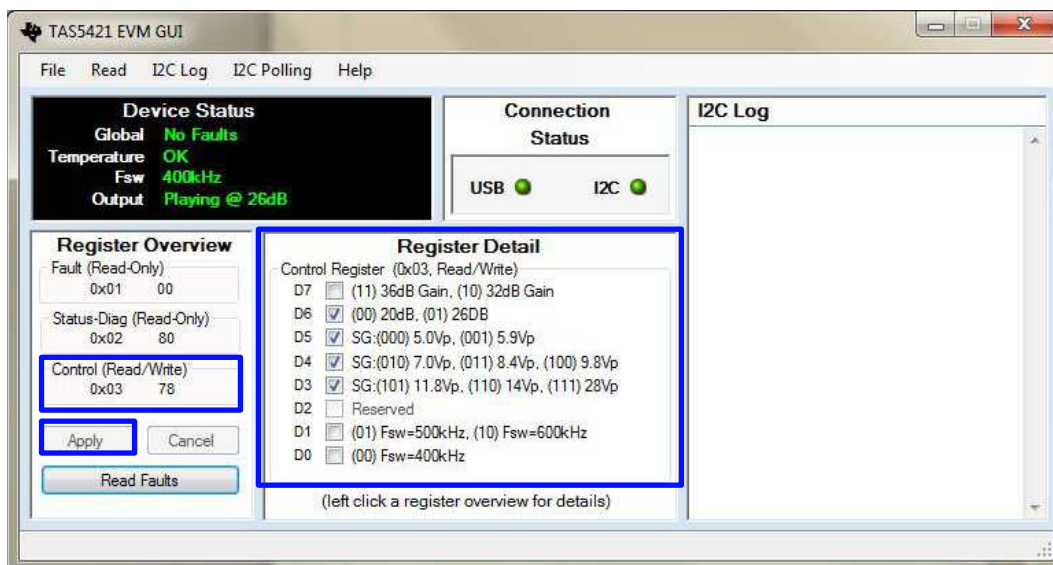 TAS5421 EVM GUI
File Read I2C Log I2C Polling Help
Device Status
Global No Faults
Temperature OK
Fsw 400kHz
Output Playing @ 26dB
Connection
Status
USB I2C
I2C Log
Register Overview
Fault (Read-Only)
0x01 00
Status-Diag (Read-Only)
0x02 80
Control (Read/Write)
0x03 78
Apply Cancel
Read Faults
Register Detail
Control Register (0x03, Read/Write)
D7 (11) 36dB Gain, (10) 32dB Gain
D6 (00) 20dB, (01) 26DB
D5 SG:(000) 5.0Vp, (001) 5.9Vp
D4 SG:(010) 7.0Vp, (011) 8.4Vp, (100) 9.8Vp
D3 SG:(101) 11.8Vp, (110) 14Vp, (111) 28Vp
D2 Reserved
D1 (01) Fsw=500kHz, (10) Fsw=600kHz
D0 (00) Fsw=400kHz
(left click a register overview for details)